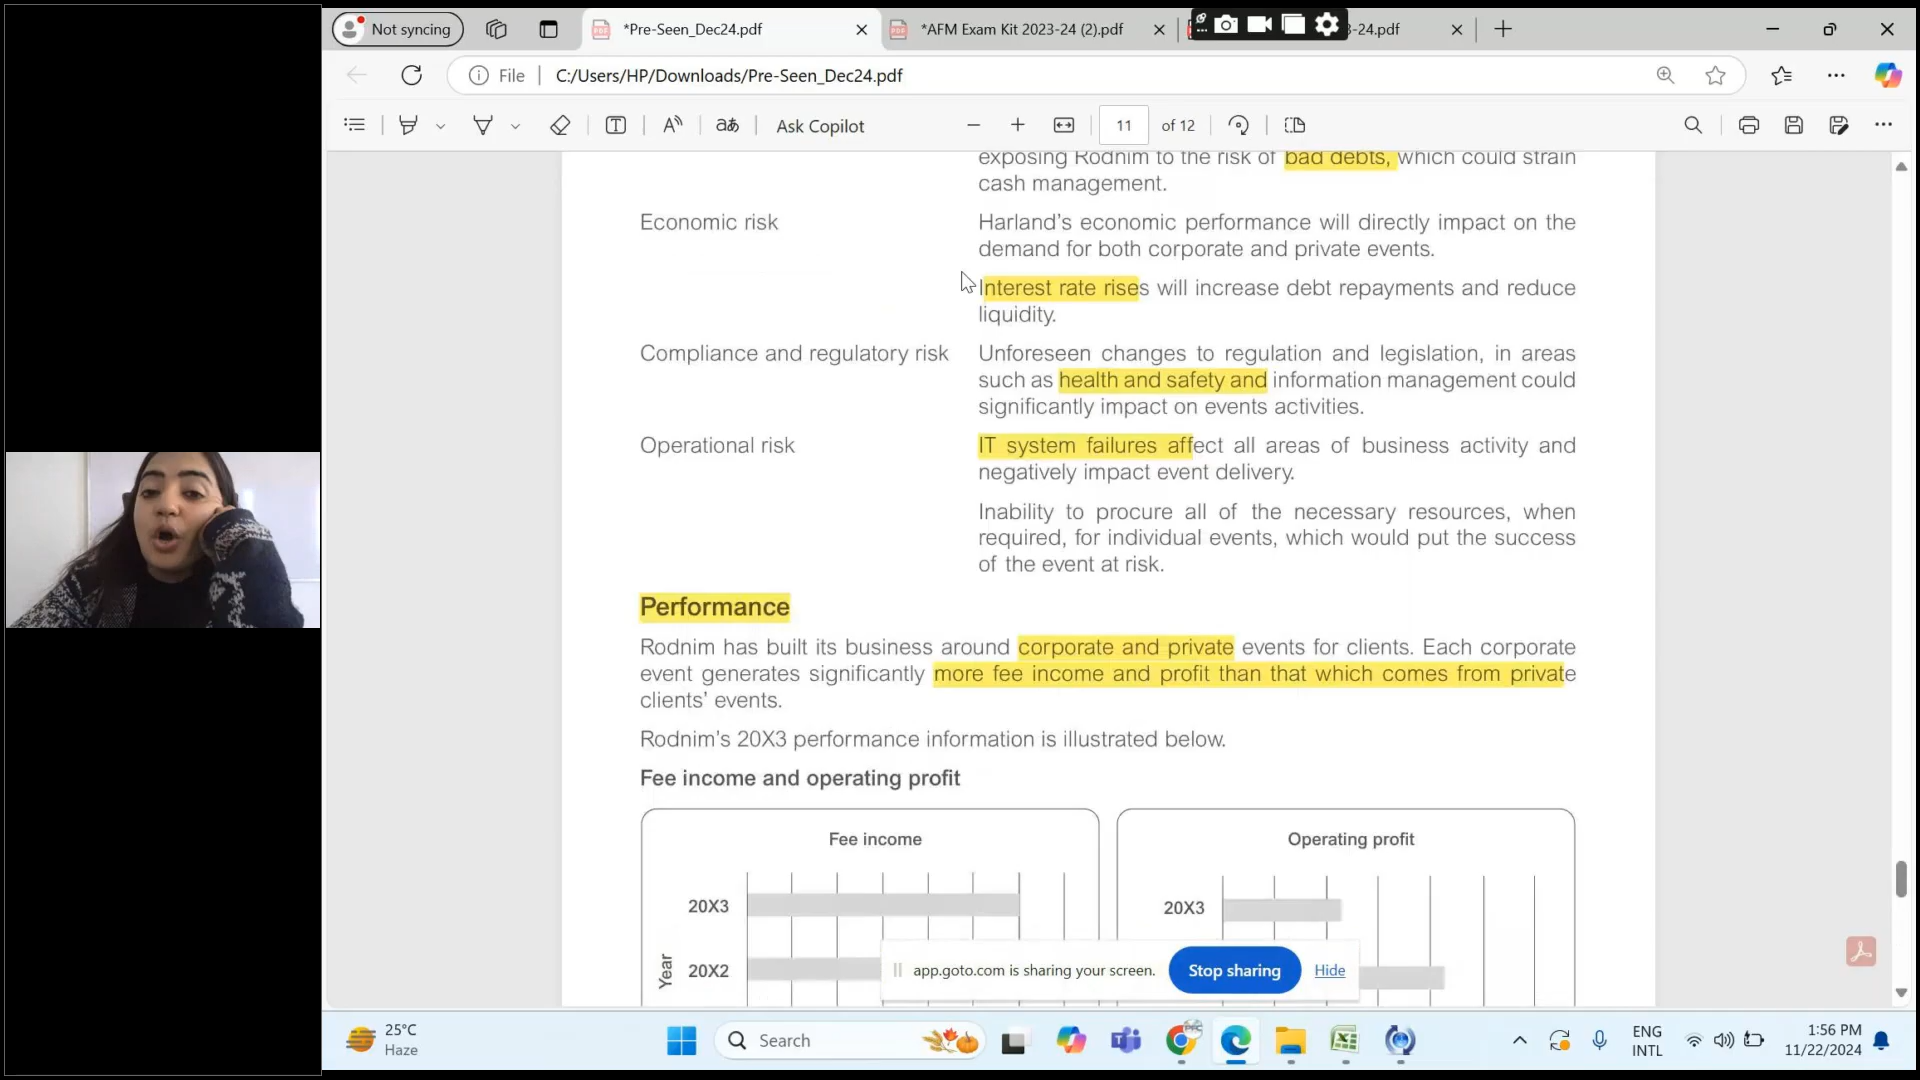 Not syncing
*Pre-Seen_Dec24.pdf
*AFM Exam Kit 2023-24 (2).pdf
3-24.pdf
File
C:/Users/HP/Downloads/Pre-Seen_Dec24.pdf
Ask Copilot
11
of 12
exposing Rodnim to the risk of bad debts, which could strain
cash management.
Economic risk
Harland's economic performance will directly impact on the
demand for both corporate and private events.
Interest rate rises will increase debt repayments and reduce
liquidity.
Compliance and regulatory risk
Unforeseen changes to regulation and legislation, in areas
such as health and safety and information management could
significantly impact on events activities.
Operational risk
IT system failures affect all areas of business activity and
negatively impact event delivery.
Inability to procure all of the necessary resources, when
required, for individual events, which would put the success
of the event at risk.
Performance
Rodnim has built its business around corporate and private events for clients. Each corporate
event generates significantly more fee income and profit than that which comes from private
clients' events.
Rodnim's 20X3 performance information is illustrated below.
Fee income and operating profit
Fee income
Operating profit
20X3
20X3
Year
20X2
app.goto.com is sharing your screen.
Stop sharing
Hide
25°C
Haze
Search
ENG
INTL
1:56 PM
11/22/2024